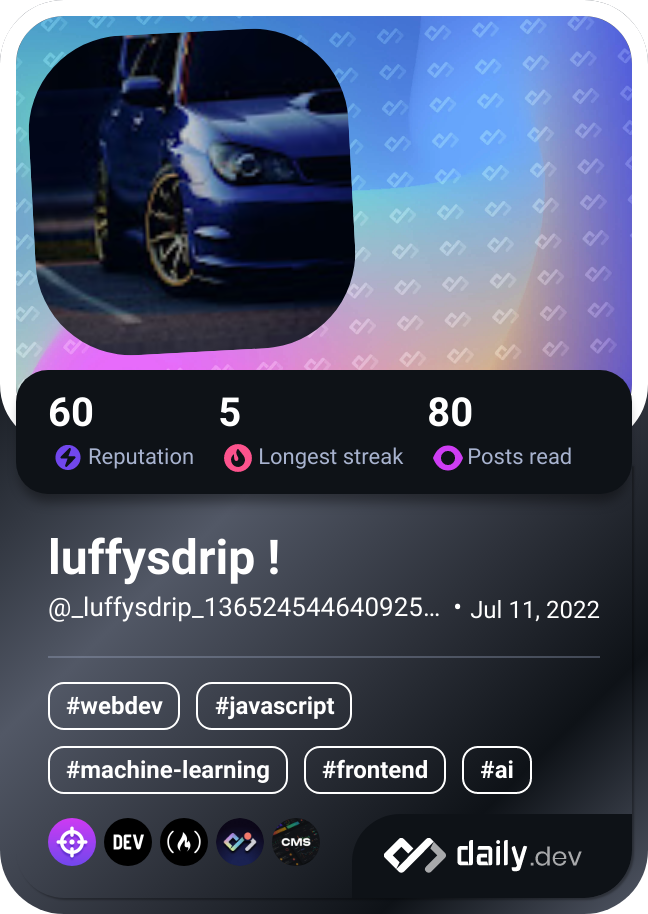 60 5 80
Reputation Longest streak Posts read
luffysdrip !
@_luffysdrip_136524544640925… • Jul 11, 2022
#webdev #javascript
#machine-learning #frontend #ai
DEV CMS
daily.dev